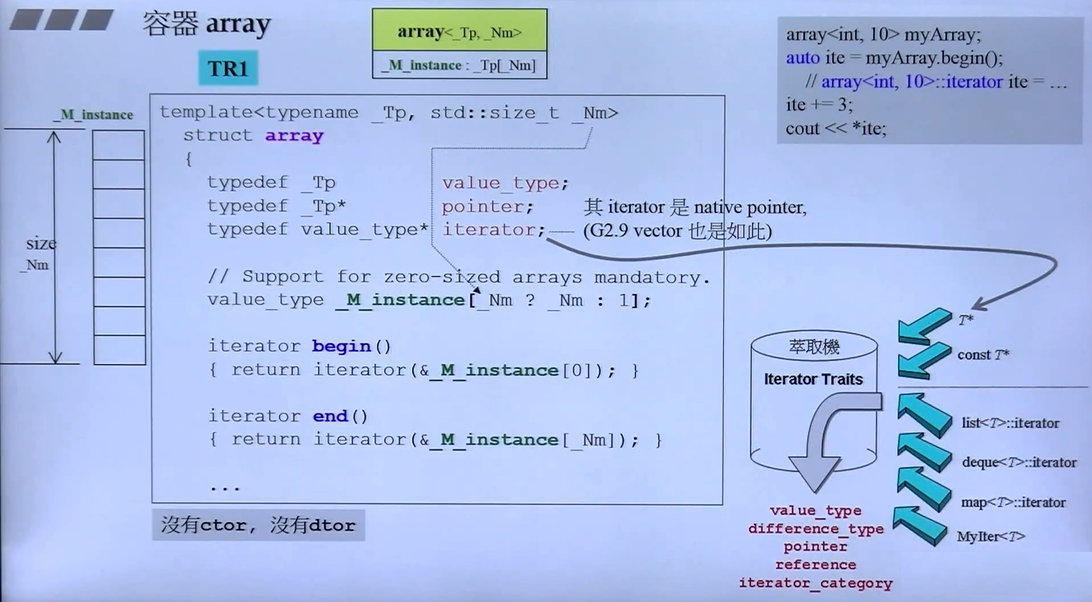 容器 array
TR1
array<_Tp, _Nm>
_M_instance : _Tp[_Nm]
array<int, 10> myArray;
auto ite = myArray.begin();
// array<int, 10>::iterator ite = …
ite += 3;
cout << *ite;
_M_instance
size
_Nm
template<typename _Tp, std::size_t _Nm>
struct array
{
typedef _Tp value_type;
typedef _Tp* pointer;
typedef value_type* iterator;
其 iterator 是 native pointer,
(G2.9 vector 也是如此)
// Support for zero-sized arrays mandatory.
value_type _M_instance[_Nm ? _Nm : 1];
iterator begin()
{ return iterator(&_M_instance[0]); }
iterator end()
{ return iterator(&_M_instance[_Nm]); }
...
沒有ctor, 沒有dtor
萃取機
Iterator Traits
T*
const T*
list<T>::iterator
deque<T>::iterator
map<T>::iterator
MyIter<T>
value_type
difference_type
pointer
reference
iterator_category